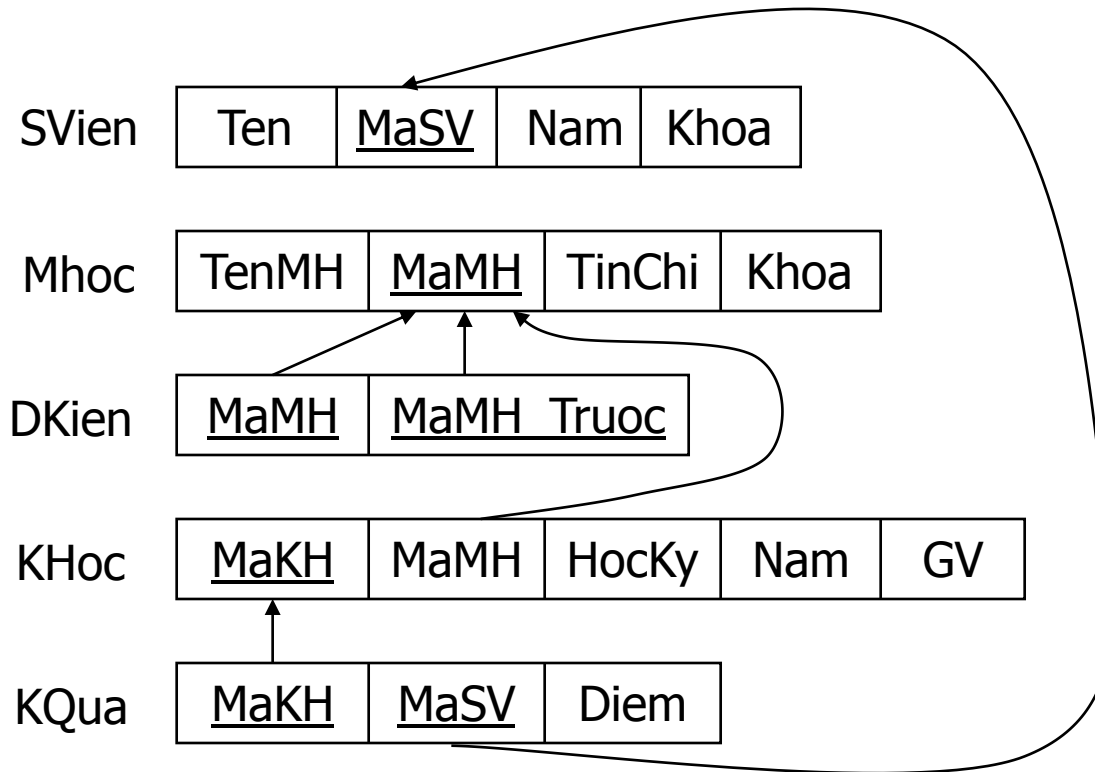 SVien Ten MaSV Nam Khoa
Mhoc TenMH MaMH TinChi Khoa
DKien MaMH MaMH_Truoc
KHoc MaKH MaMH HocKy Nam GV
KQua MaKH MaSV Diem